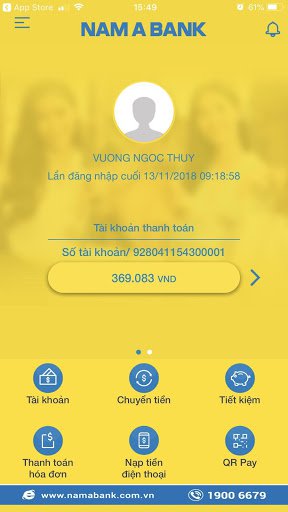 App Store
15:49
61%
NAM A BANK
VUONG NGOC THUY
Lần đăng nhập cuối 13/11/2018 09:18:58
Tài khoản thanh toán
Số tài khoản/ 928041154300001
369.083 VND
Tài khoản
Chuyển tiền
Tiết kiệm
Thanh toán
hóa đơn
Nạp tiền
điện thoại
QR Pay
www.namabank.com.vn
1900 6679